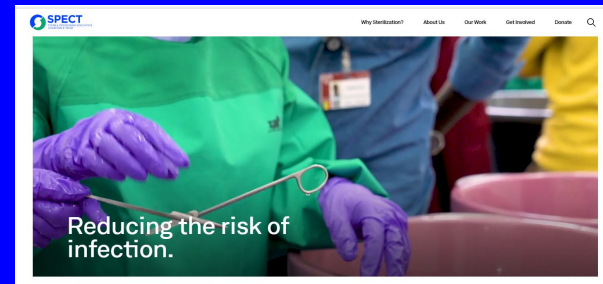 SPECT
Why Sterilization?
About Us
Our Work
Get Involved
Donate
Reducing the risk of
infection.